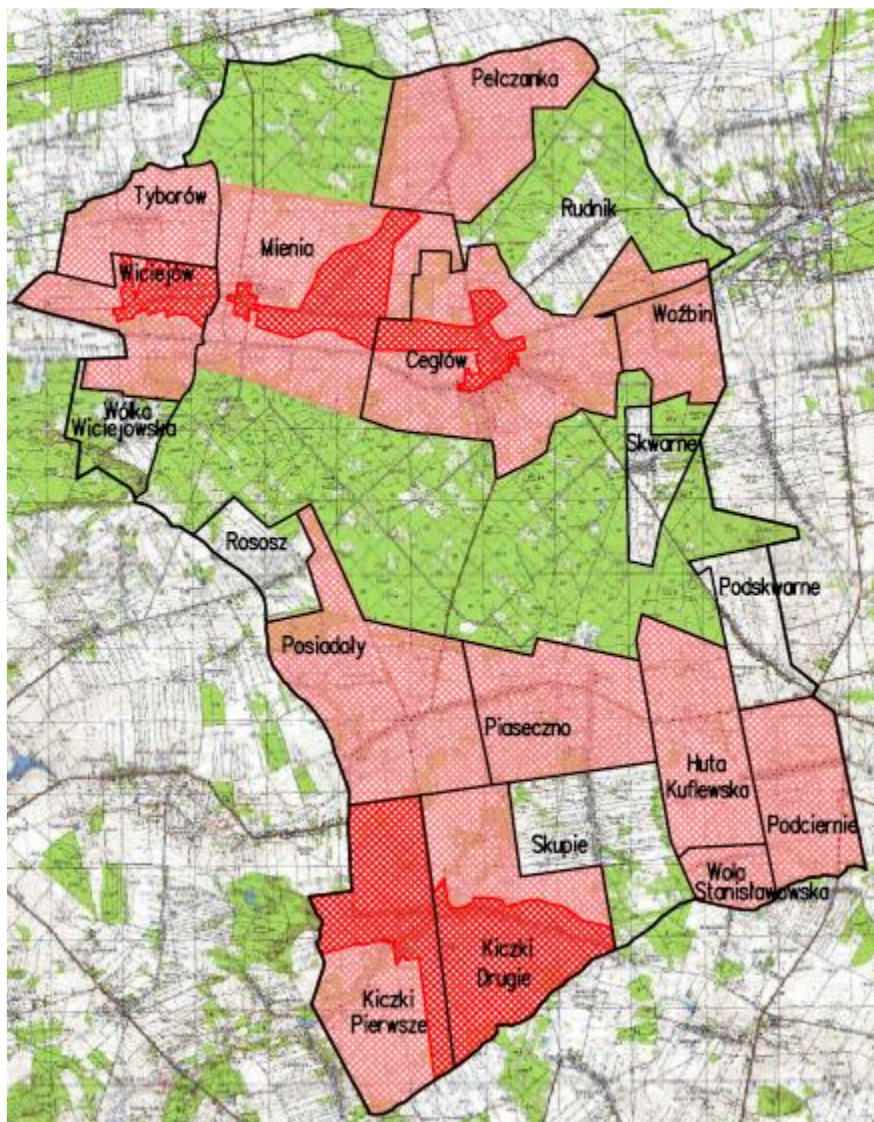 Pełczanka
Tyborów
Rudnik
Mienia
Wiciejów
Woźbin
Cegłów
Wólka
Wiciejowska
Skwarne
Rososz
Podskwarne
Posiadały
Piaseczno
Huta
Kuflewska
Podciernie
Skupie
Wola
Stanisławowska
Kiczki
Drugie
Kiczki
Pierwsze